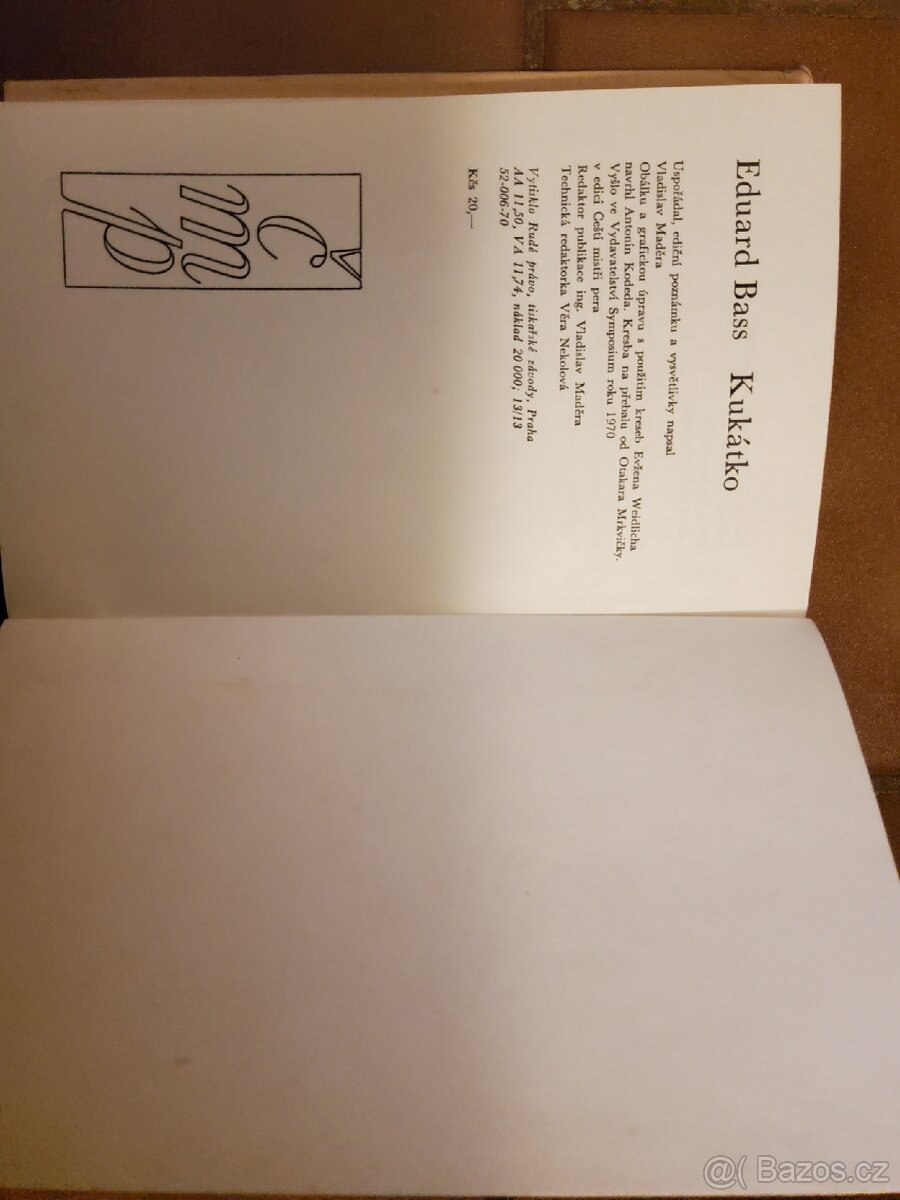 Eduard Bass Kukátko
Uspořádal, ediční poznámku a vysvětlivky napsal
Vladislav Maděra
Obálku a grafickou úpravu s použitím kreseb Evžena Weidlicha
navrhl Antonín Kodeda. Kresba na přebalu od Otakara Mrkvičky.
Vyšlo ve Vydavatelství Symposium roku 1970
v edici Čeští mistři pera
Redaktor publikace ing. Vladislav Maděra
Technická redaktorka Věra Nekolová
Vytisklo Rudé právo, tiskařské závody, Praha
AA 11,50, VA 11,74, náklad 20 000; 13/13
52-006-70
Kčs 20,—
č
m
p
@( Bazos.cz